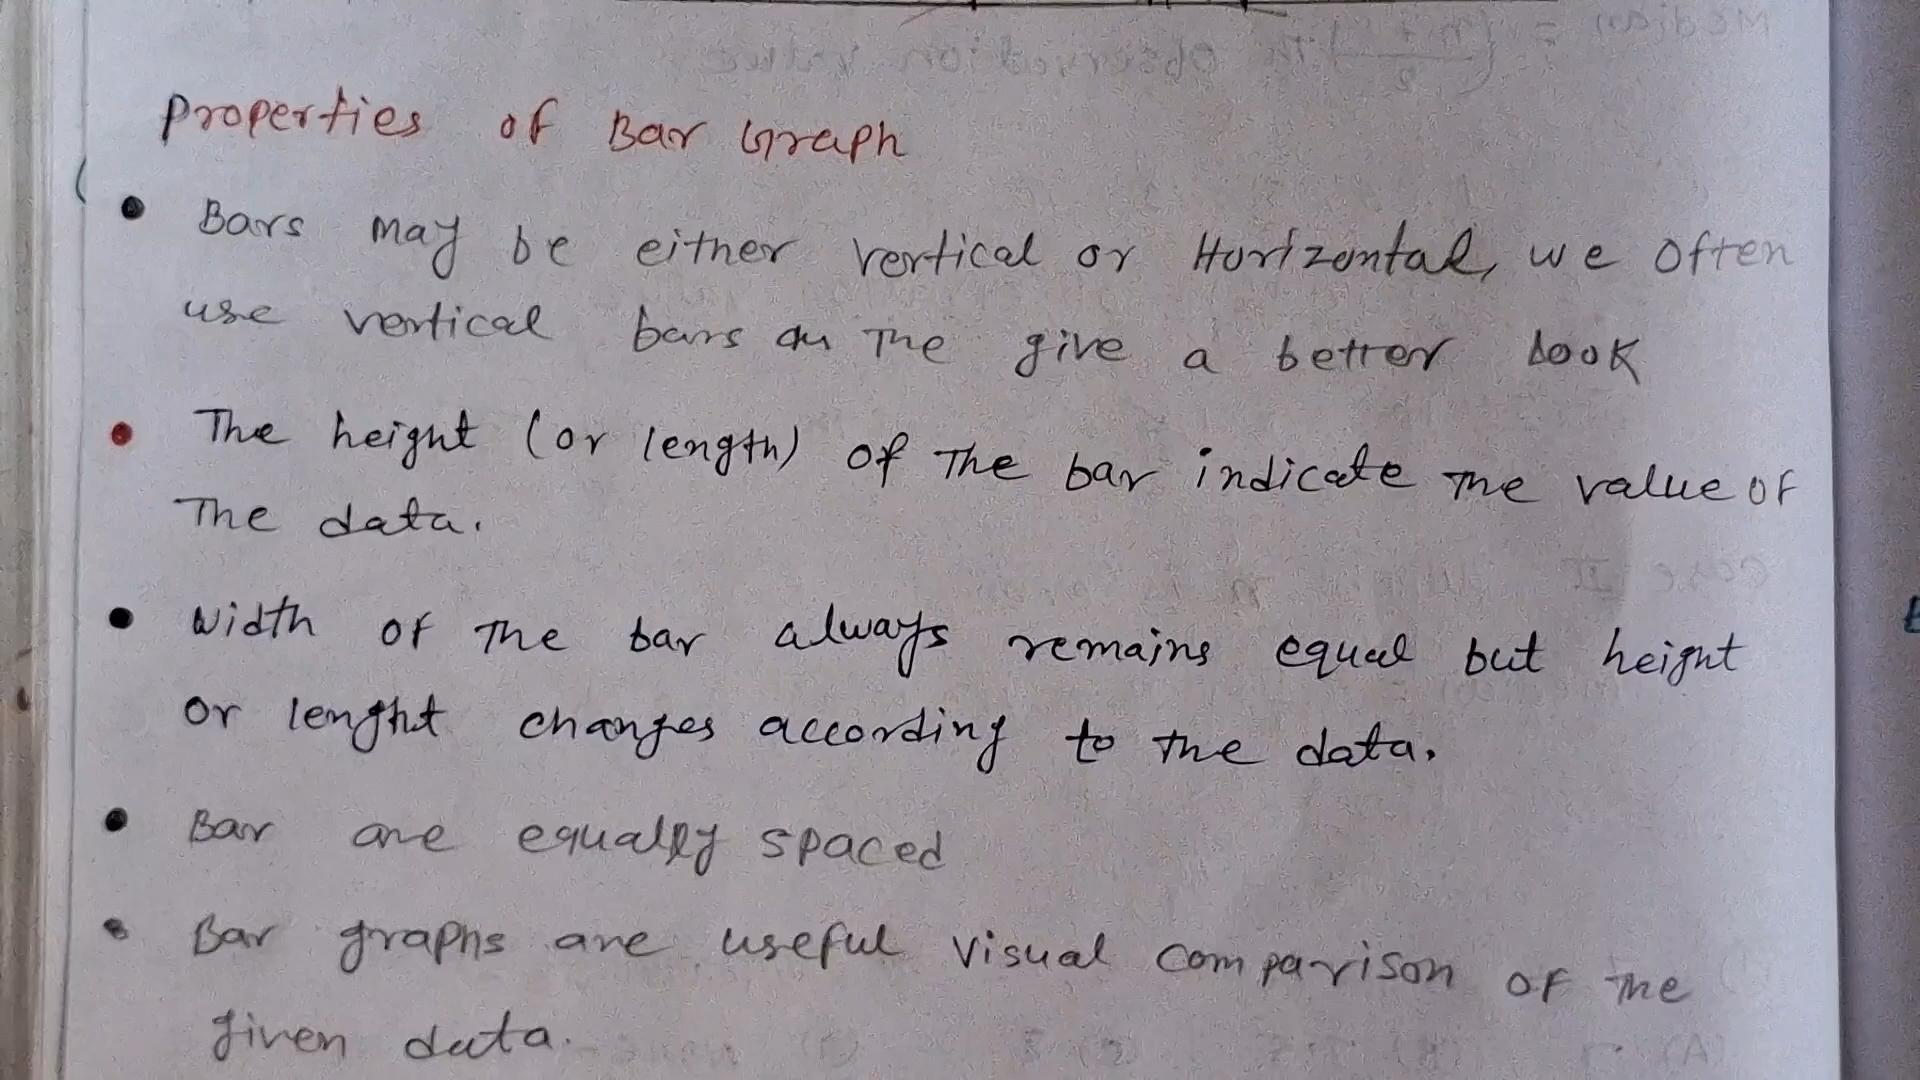 Properties of Bar Graph
• Bars may be either vertical or Horizontal, we often
use vertical bars as the give a better look
• The height (or length) of the bar indicate the value of
The data.
• Width of the bar always remains equal but height
or lenght changes according to the data.
• Bar are equally spaced
• Bar graphs are useful visual comparison of the
given data.